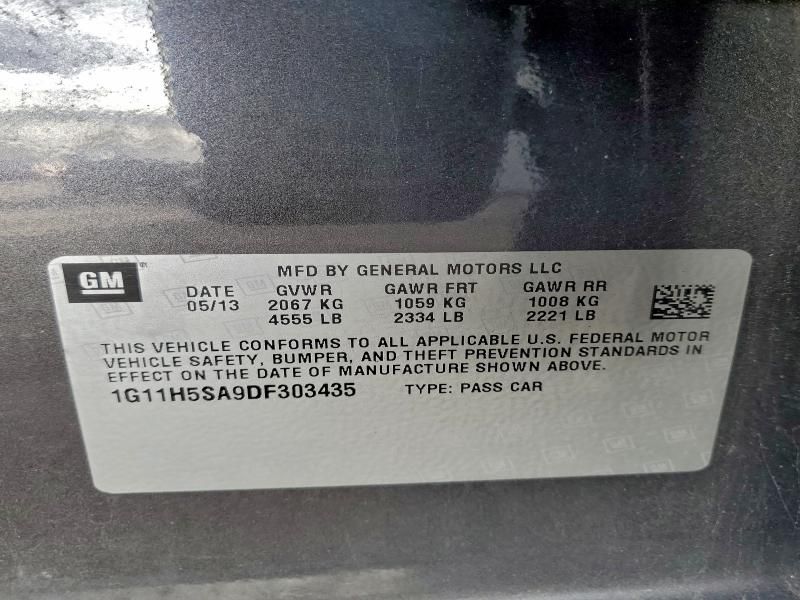 GM
MFD BY GENERAL MOTORS LLC
DATE GVWR GAWR FRT GAWR RR
05/13 2067 KG 1059 KG 1008 KG
4555 LB 2334 LB 2221 LB
THIS VEHICLE CONFORMS TO ALL APPLICABLE U.S. FEDERAL MOTOR
VEHICLE SAFETY, BUMPER, AND THEFT PREVENTION STANDARDS IN
EFFECT ON THE DATE OF MANUFACTURE SHOWN ABOVE.
1G11H5SA9DF303435 TYPE: PASS CAR